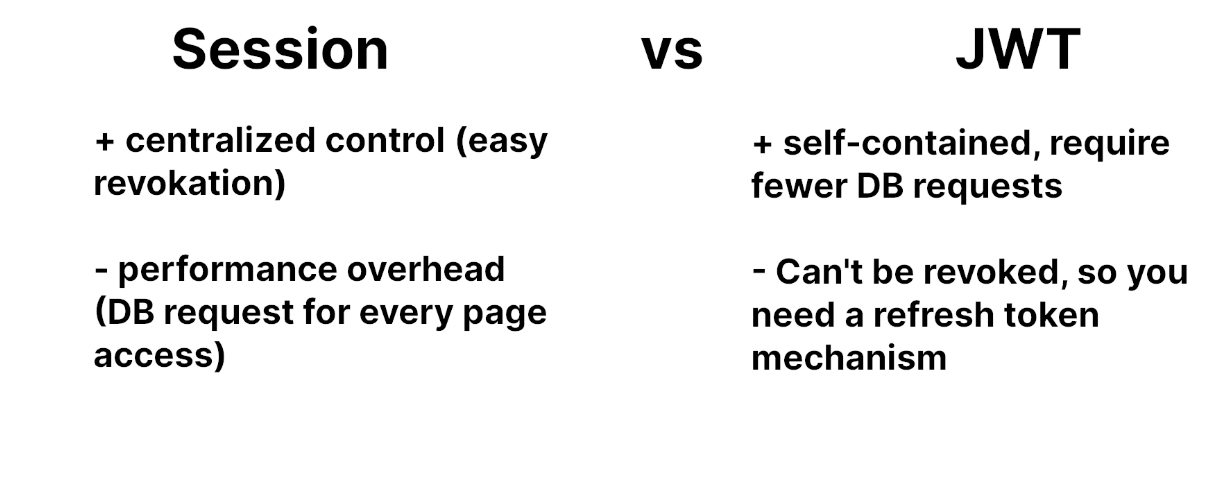 Session vs JWT
+ centralized control (easy
revokation)
- performance overhead
(DB request for every page
access)
+ self-contained, require
fewer DB requests
- Can't be revoked, so you
need a refresh token
mechanism